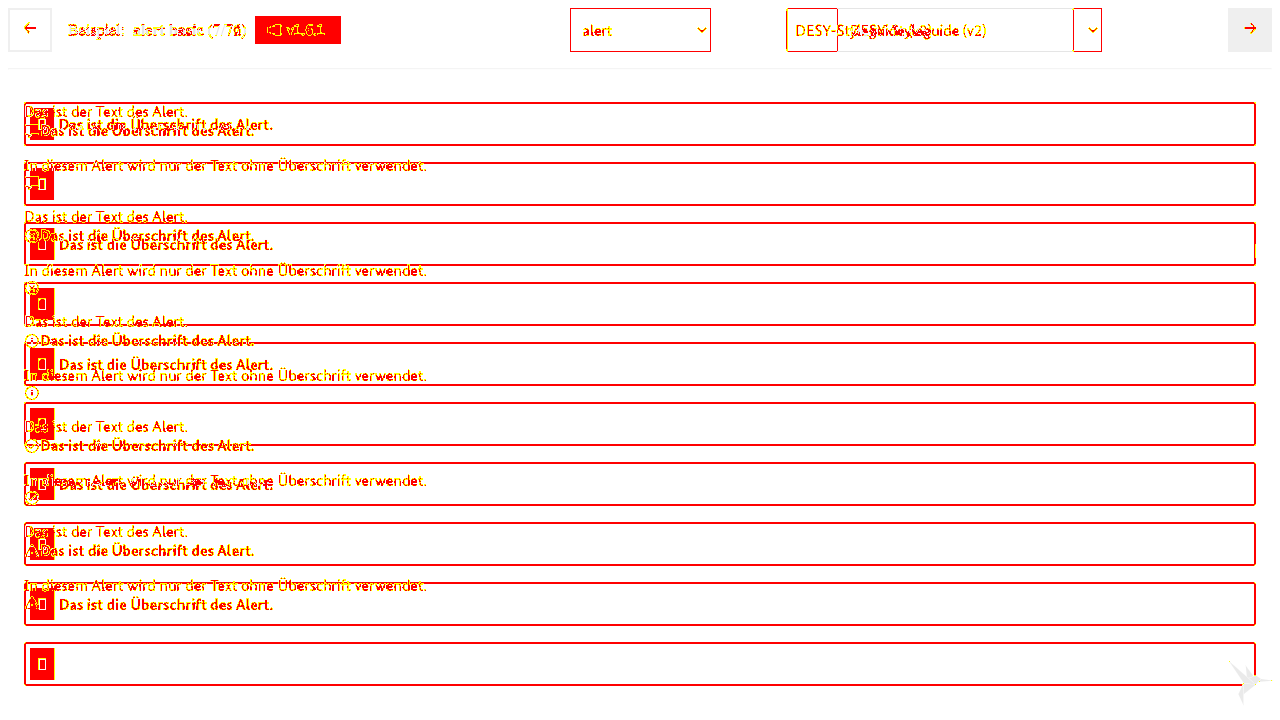 Beispiel: alert basic v1.6.1 alert
Das ist der Text des Alert.
Das ist die Überschrift des Alert.
Das ist die Überschrift des Alert.
In diesem Alert wird nur der Text ohne Überschrift verwendet.
Das ist der Text des Alert.
Das ist die Überschrift des Alert.
Das ist die Überschrift des Alert.
In diesem Alert wird nur der Text ohne Überschrift verwendet.
Das ist der Text des Alert.
Das ist die Überschrift des Alert.
Das ist die Überschrift des Alert.
In diesem Alert wird nur der Text ohne Überschrift verwendet.
Das ist der Text des Alert.
Das ist die Überschrift des Alert.
In diesem Alert wird nur der Text ohne Überschrift verwendet.
Das ist die Überschrift des Alert.
Das ist der Text des Alert.
Das ist die Überschrift des Alert.
In diesem Alert wird nur der Text ohne Überschrift verwendet.
Das ist die Überschrift des Alert.